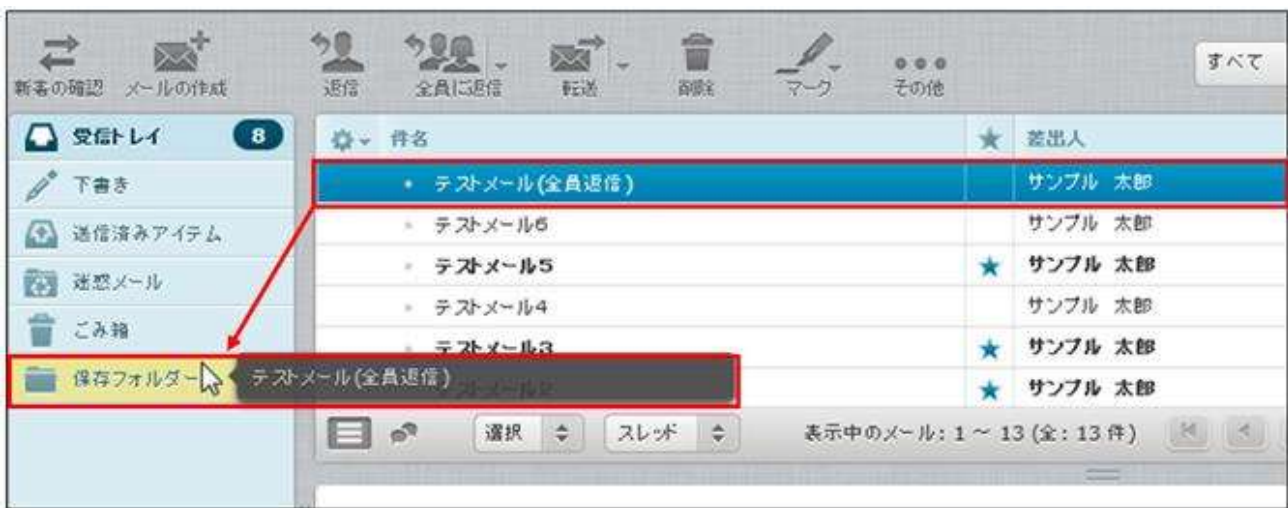 新着の確認 メールの作成 返信 全員に返信 転送 削除 マーク その他 すべて
受信トレイ 8
下書き
送信済みアイテム
迷惑メール
ごみ箱
保存フォルダー
件名 差出人
テストメール(全員返信) サンプル 太郎
テストメール6 サンプル 太郎
テストメール5 サンプル 太郎
テストメール4 サンプル 太郎
テストメール3 サンプル 太郎
サンプル 太郎
テストメール(全員返信)
選択 スレッド 表示中のメール: 1 ~ 13 (全: 13 件)